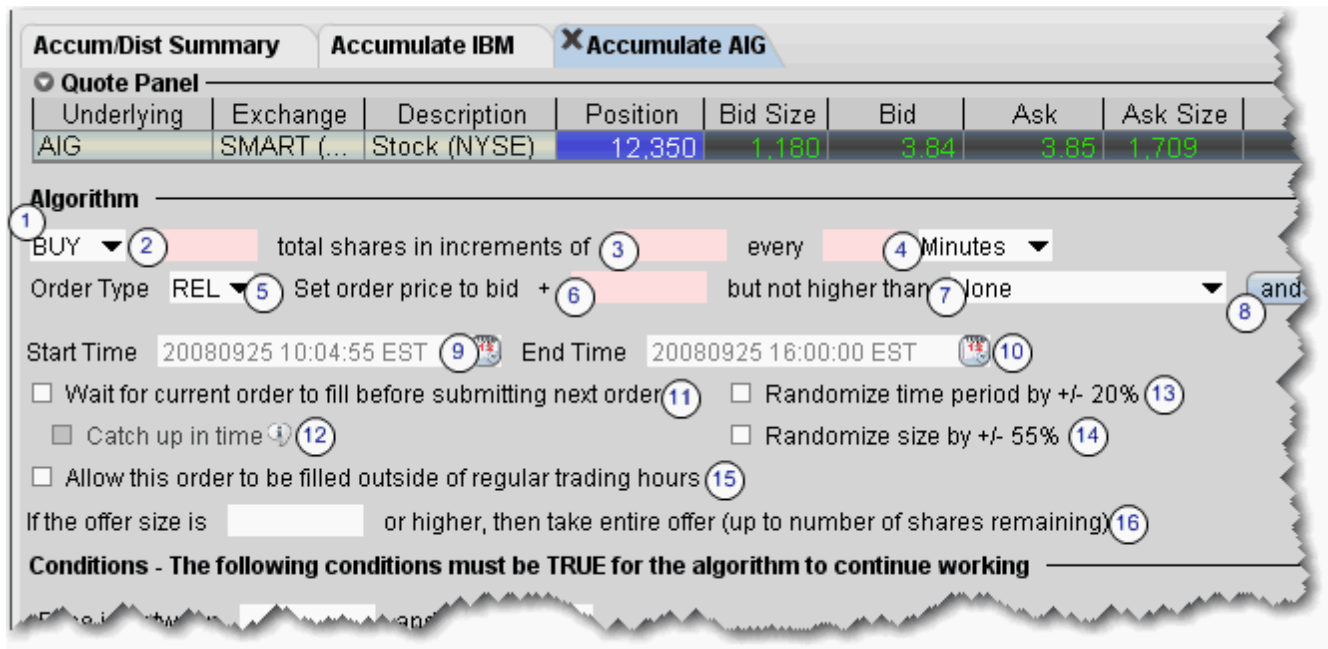 Accum/Dist Summary Accumulate IBM Accumulate AIG
Quote Panel
Underlying Exchange Description Position Bid Size Bid Ask Ask Size
AIG SMART (... Stock (NYSE) 12,350 1,180 3.84 3.85 1,709
Algorithm
1
BUY 2 total shares in increments of 3 every 4 Minutes
Order Type REL 5 Set order price to bid + 6 but not higher than 7 None and
8
Start Time 20080925 10:04:55 EST 9 End Time 20080925 16:00:00 EST 10
Wait for current order to fill before submitting next order 11 Randomize time period by +/- 20% 13
Catch up in time 12 Randomize size by +/- 55% 14
Allow this order to be filled outside of regular trading hours 15
If the offer size is or higher, then take entire offer (up to number of shares remaining) 16
Conditions - The following conditions must be TRUE for the algorithm to continue working
and